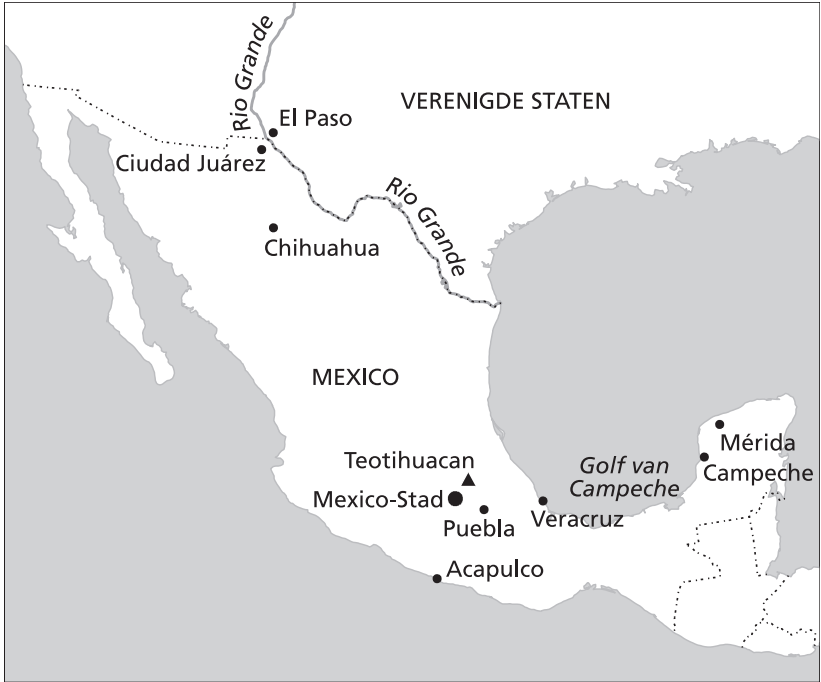 Rio Grande
VERENIGDE STATEN
El Paso
Ciudad Juárez
Rio Grande
Chihuahua
MEXICO
Mérida
Campeche
Golf van
Campeche
Teotihuacan
Mexico-Stad
Puebla
Veracruz
Acapulco